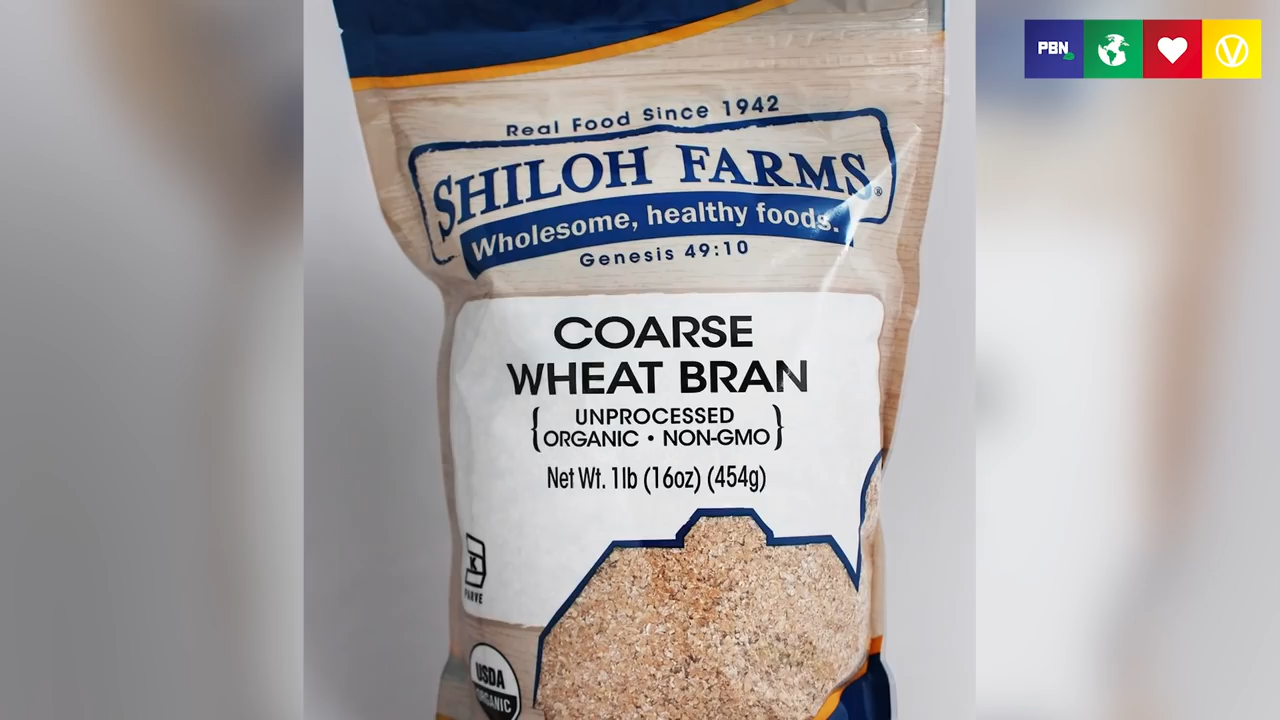 PBN
V
Real Food Since 1942
SHILOH FARMS®
Wholesome, healthy foods.
Genesis 49:10
COARSE
WHEAT BRAN
UNPROCESSED
ORGANIC • NON-GMO
Net Wt. 1lb (16oz) (454g)
K
PARVE
USDA
ORGANIC